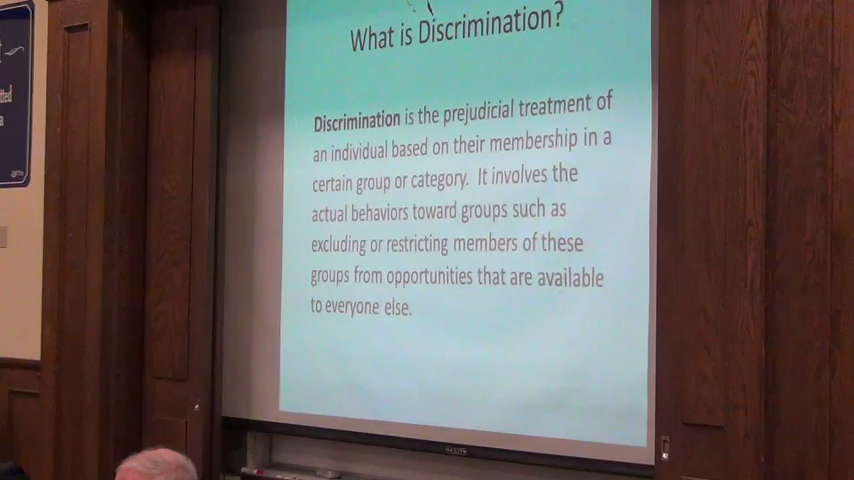 What is Discrimination?
Discrimination is the prejudicial treatment of
an individual based on their membership in a
certain group or category. It involves the
actual behaviors toward groups such as
excluding or restricting members of these
groups from opportunities that are available
to everyone else.